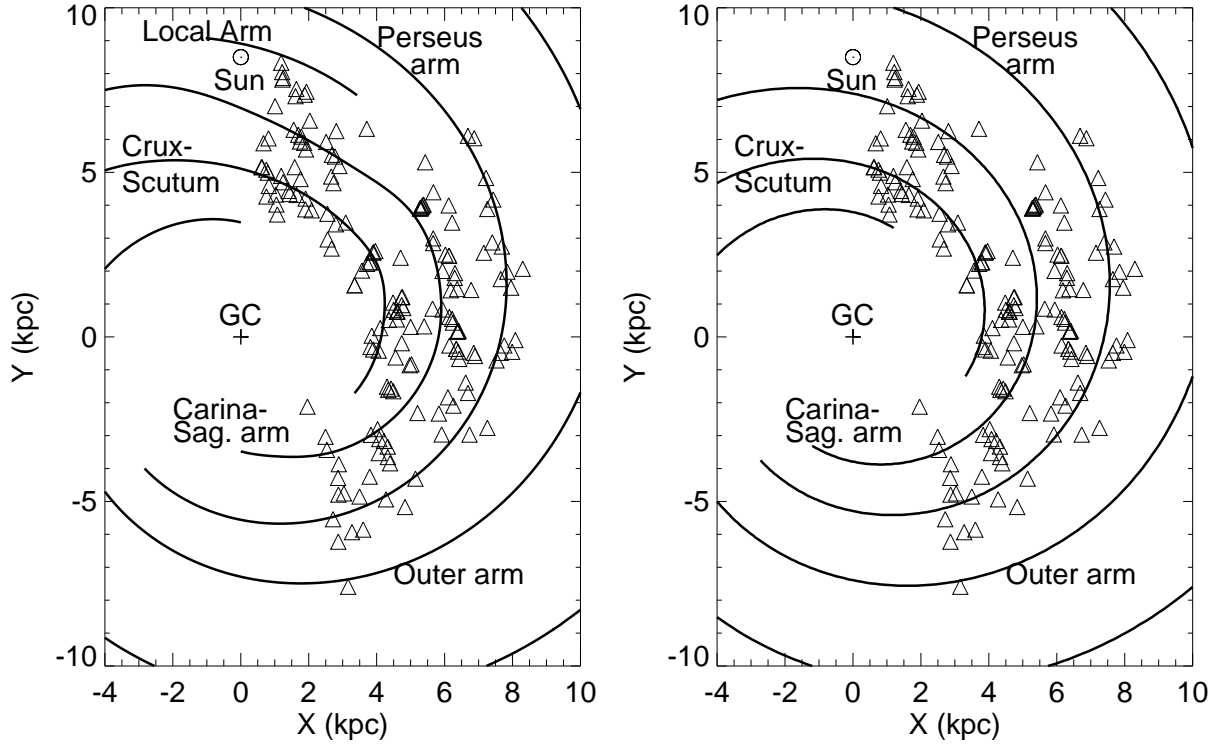 10
5
0
-5
-10
Y (kpc)
Local Arm
Sun
Perseus
arm
Crux-
Scutum
GC
+
Carina-
Sag. arm
Outer arm
-4 -2 0 2 4 6 8 10
X (kpc)
10
5
0
-5
-10
Y (kpc)
Sun
Perseus
arm
Crux-
Scutum
GC
+
Carina-
Sag. arm
Outer arm
-4 -2 0 2 4 6 8 10
X (kpc)